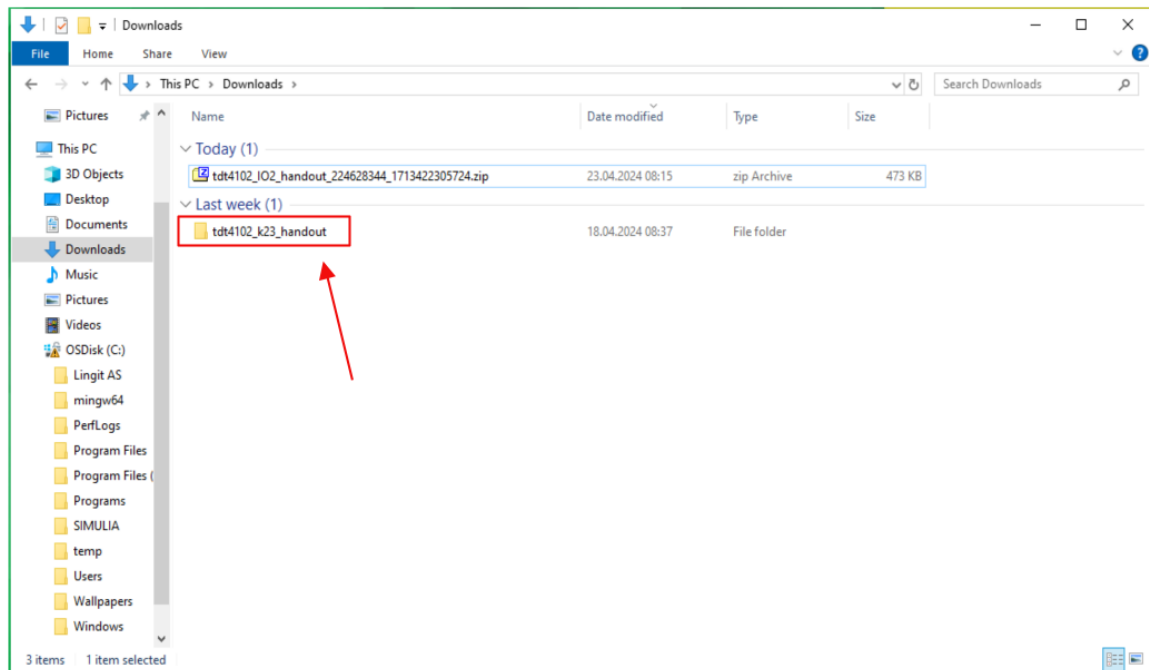 Downloads
File Home Share View
This PC Downloads Search Downloads
Pictures
This PC
3D Objects
Desktop
Documents
Downloads
Music
Pictures
Videos
OSDisk (C:)
Lingit AS
mingw64
PerfLogs
Program Files
Program Files (
Programs
SIMULIA
temp
Users
Wallpapers
Windows
Name Date modified Type Size
Today (1)
tdt4102_IO2_handout_224628344_1713422305724.zip 23.04.2024 08:15 zip Archive 473 KB
Last week (1)
tdt4102_k23_handout 18.04.2024 08:37 File folder
3 items 1 item selected